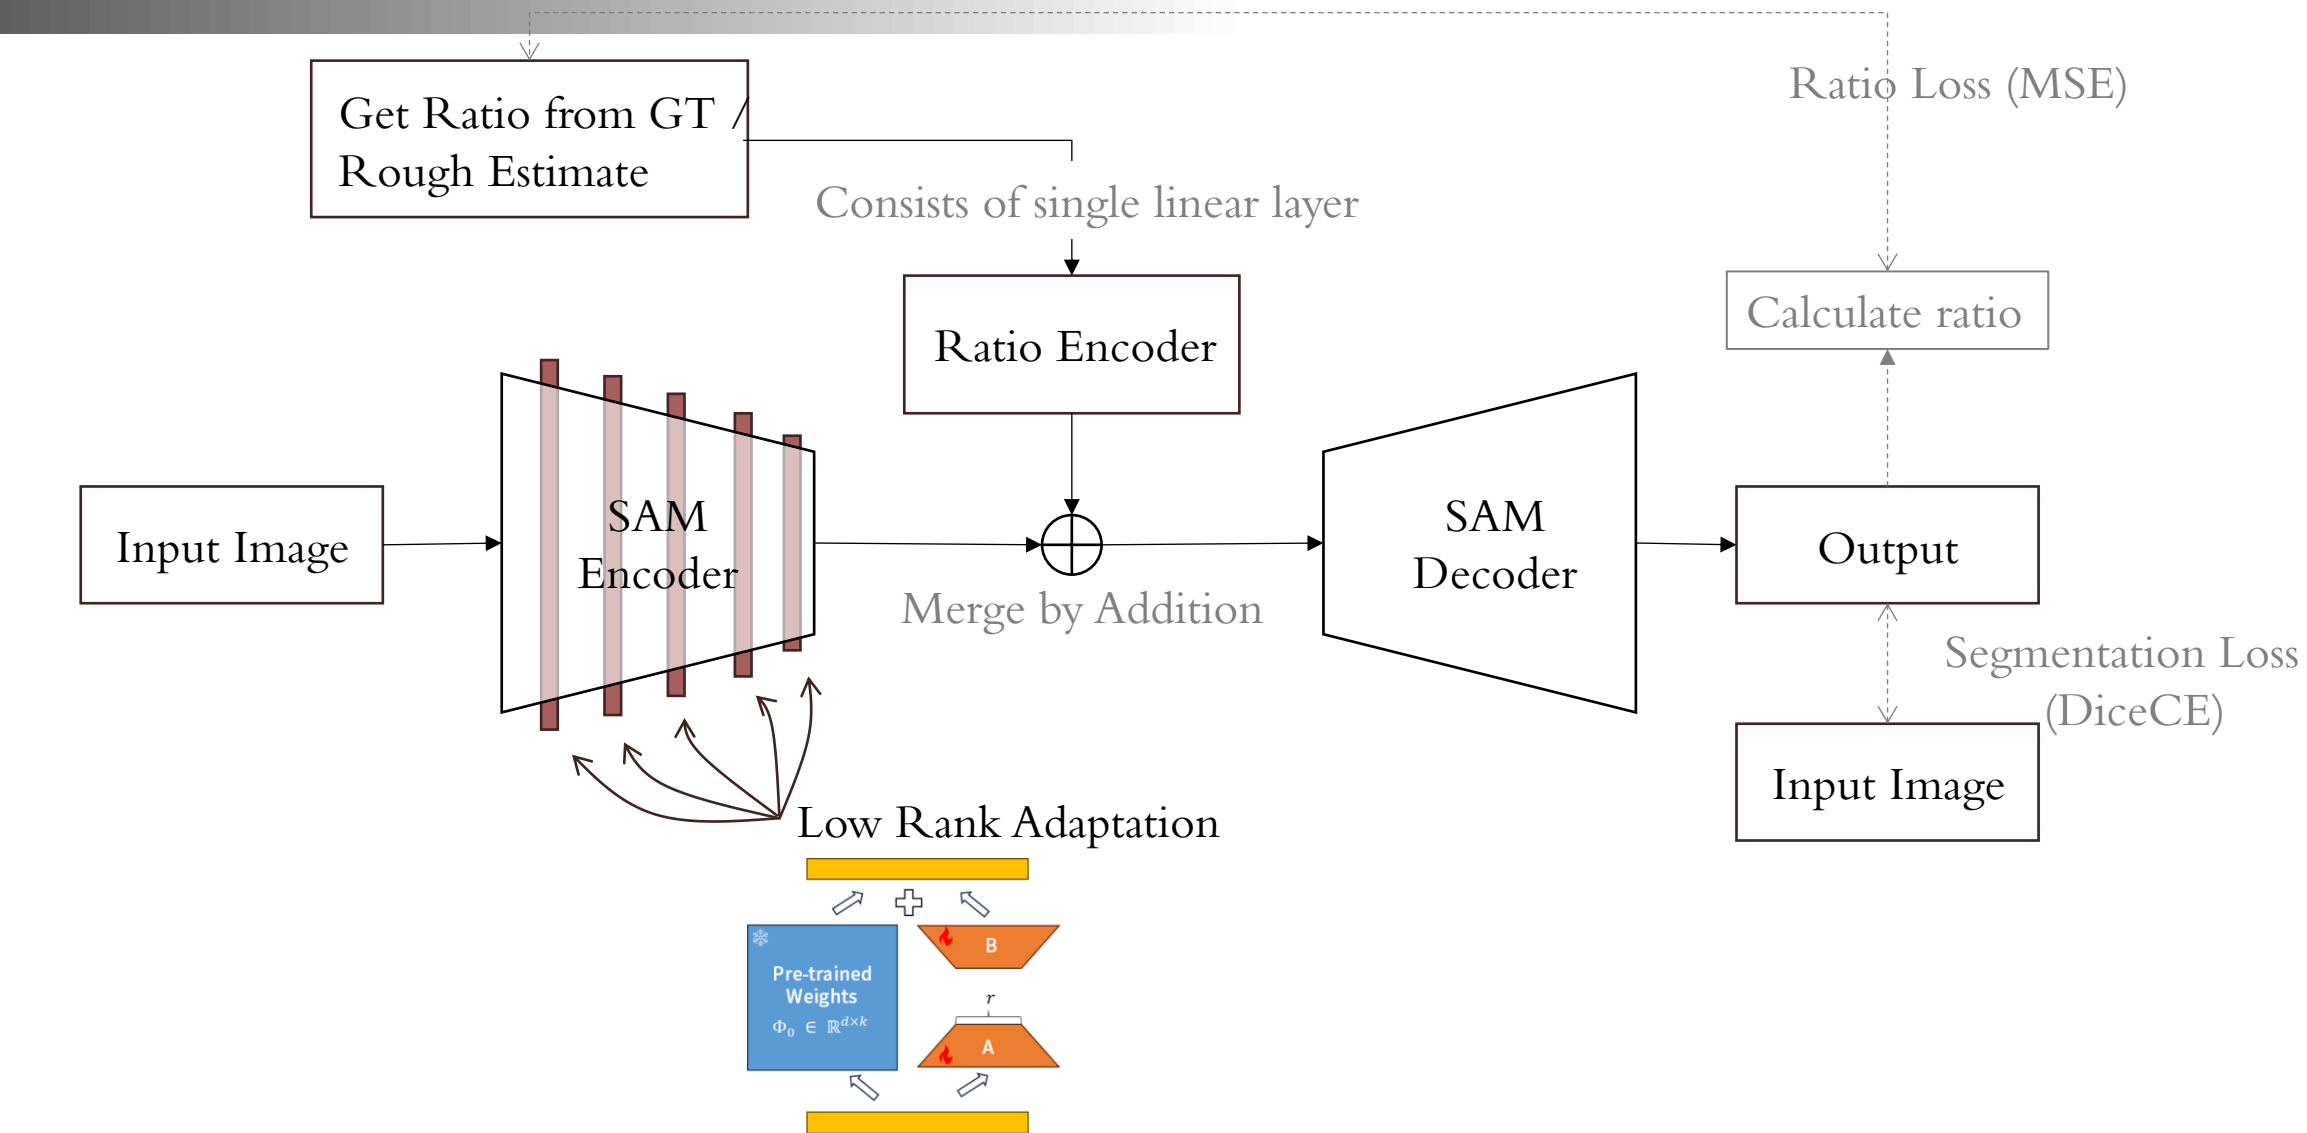 Get Ratio from GT /
Rough Estimate
Ratio Loss (MSE)
Consists of single linear layer
Calculate ratio
Ratio Encoder
Input Image
SAM
Encoder
Merge by Addition
SAM
Decoder
Output
Segmentation Loss
(DiceCE)
Input Image
Low Rank Adaptation
Pre-trained
Weights
Φ₀ ∈ ℝᵈˣᵏ
B
r
A